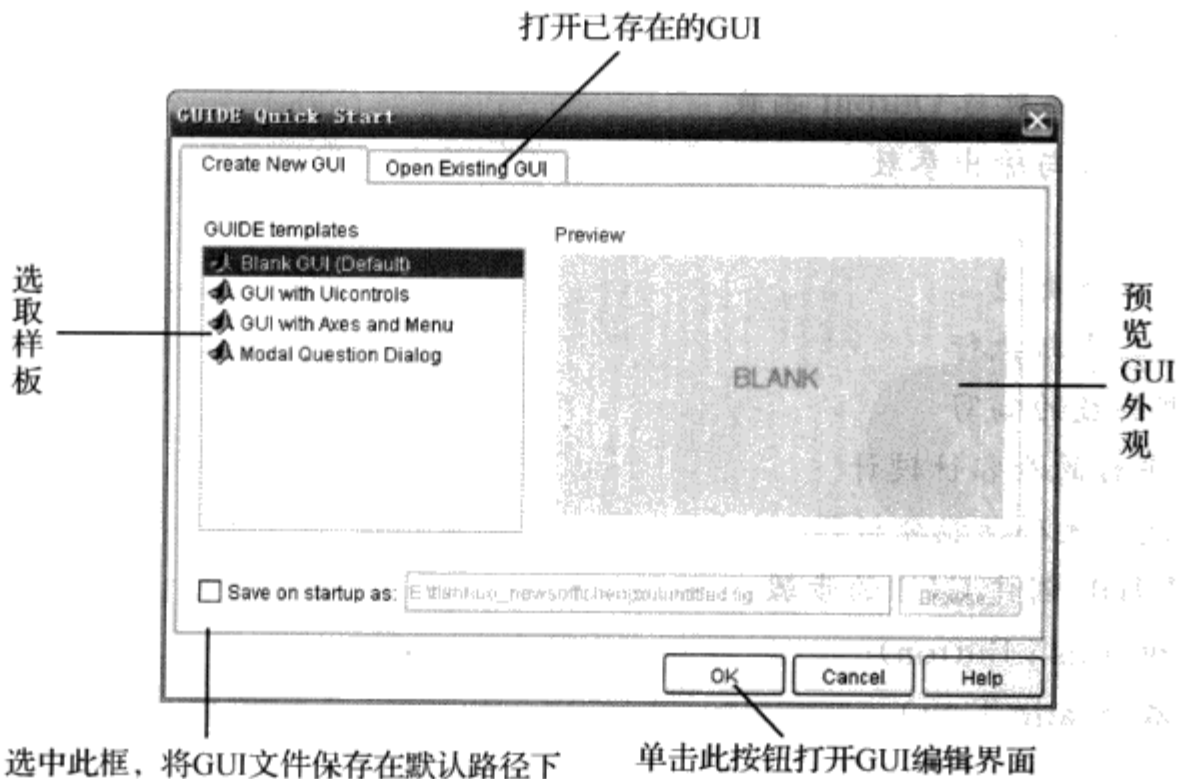 打开已存在的GUI
GUIDE Quick Start
Create New GUI
Open Existing GUI
GUIDE templates
Preview
Blank GUI (Default)
GUI with Uicontrols
GUI with Axes and Menu
Modal Question Dialog
BLANK
选取样板
预览GUI外观
Save on startup as:
Browse...
OK
Cancel
Help
选中此框，将GUI文件保存在默认路径下
单击此按钮打开GUI编辑界面